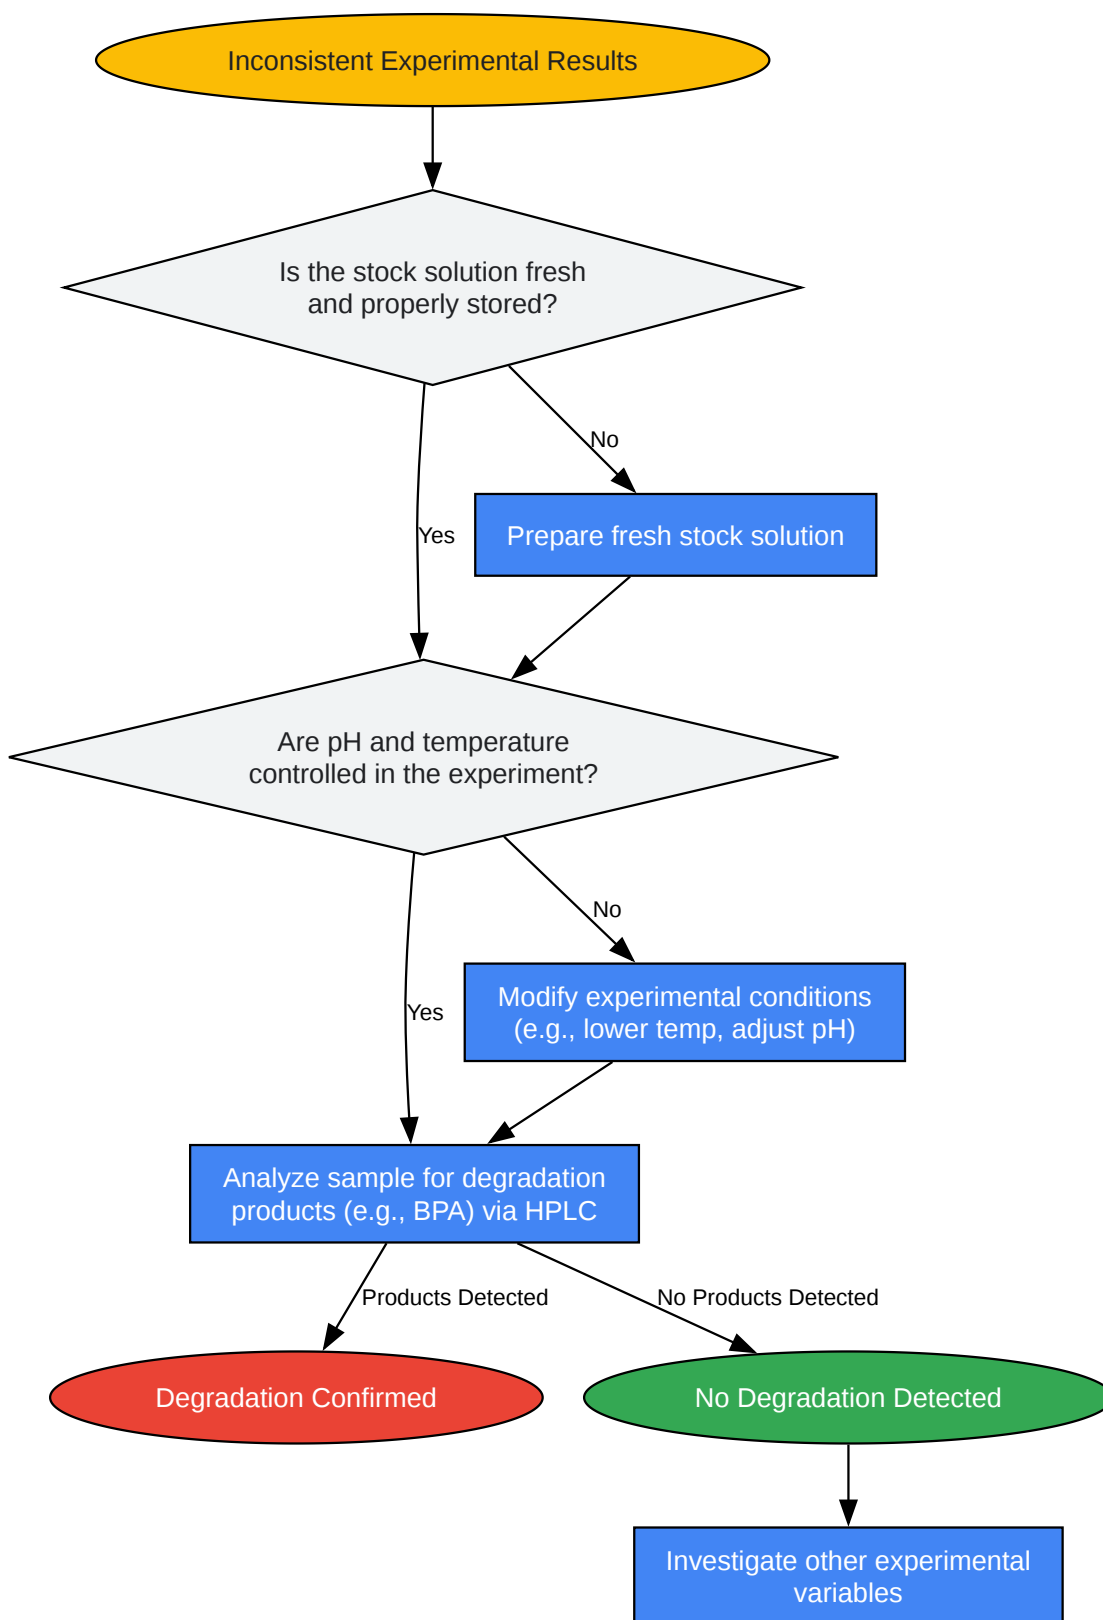 Inconsistent Experimental Results
Is the stock solution fresh
and properly stored?
No
Yes
Prepare fresh stock solution
Are pH and temperature
controlled in the experiment?
No
Yes
Modify experimental conditions
(e.g., lower temp, adjust pH)
Analyze sample for degradation
products (e.g., BPA) via HPLC
Products Detected
No Products Detected
Degradation Confirmed
No Degradation Detected
Investigate other experimental
variables